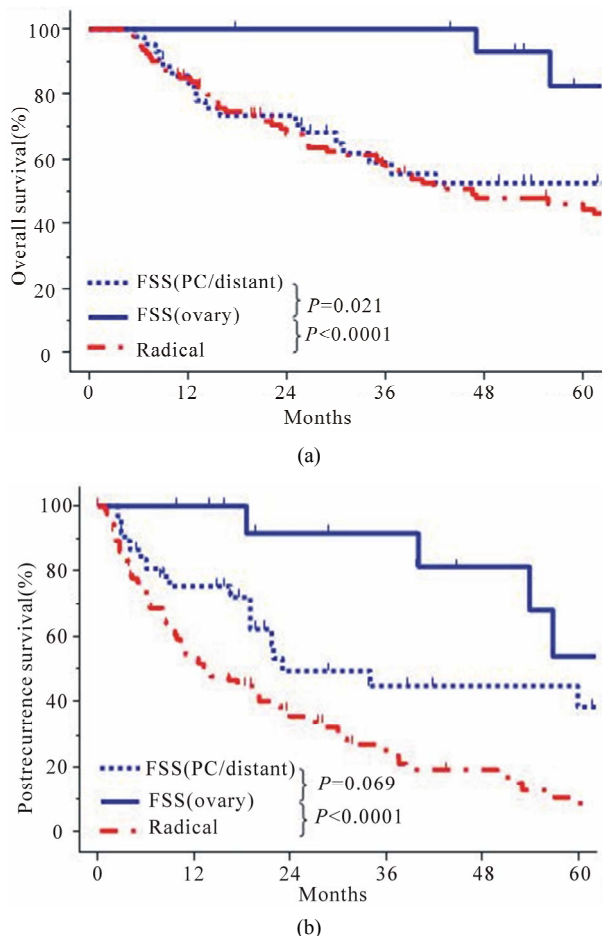 100
80
60
40
20
0
Overall survival(%)
FSS(PC/distant)
FSS(ovary)
Radical
P=0.021
P<0.0001
0 12 24 36 48 60
Months
(a)
100
80
60
40
20
0
Postrecurrence survival(%)
FSS(PC/distant)
FSS(ovary)
Radical
P=0.069
P<0.0001
0 12 24 36 48 60
Months
(b)